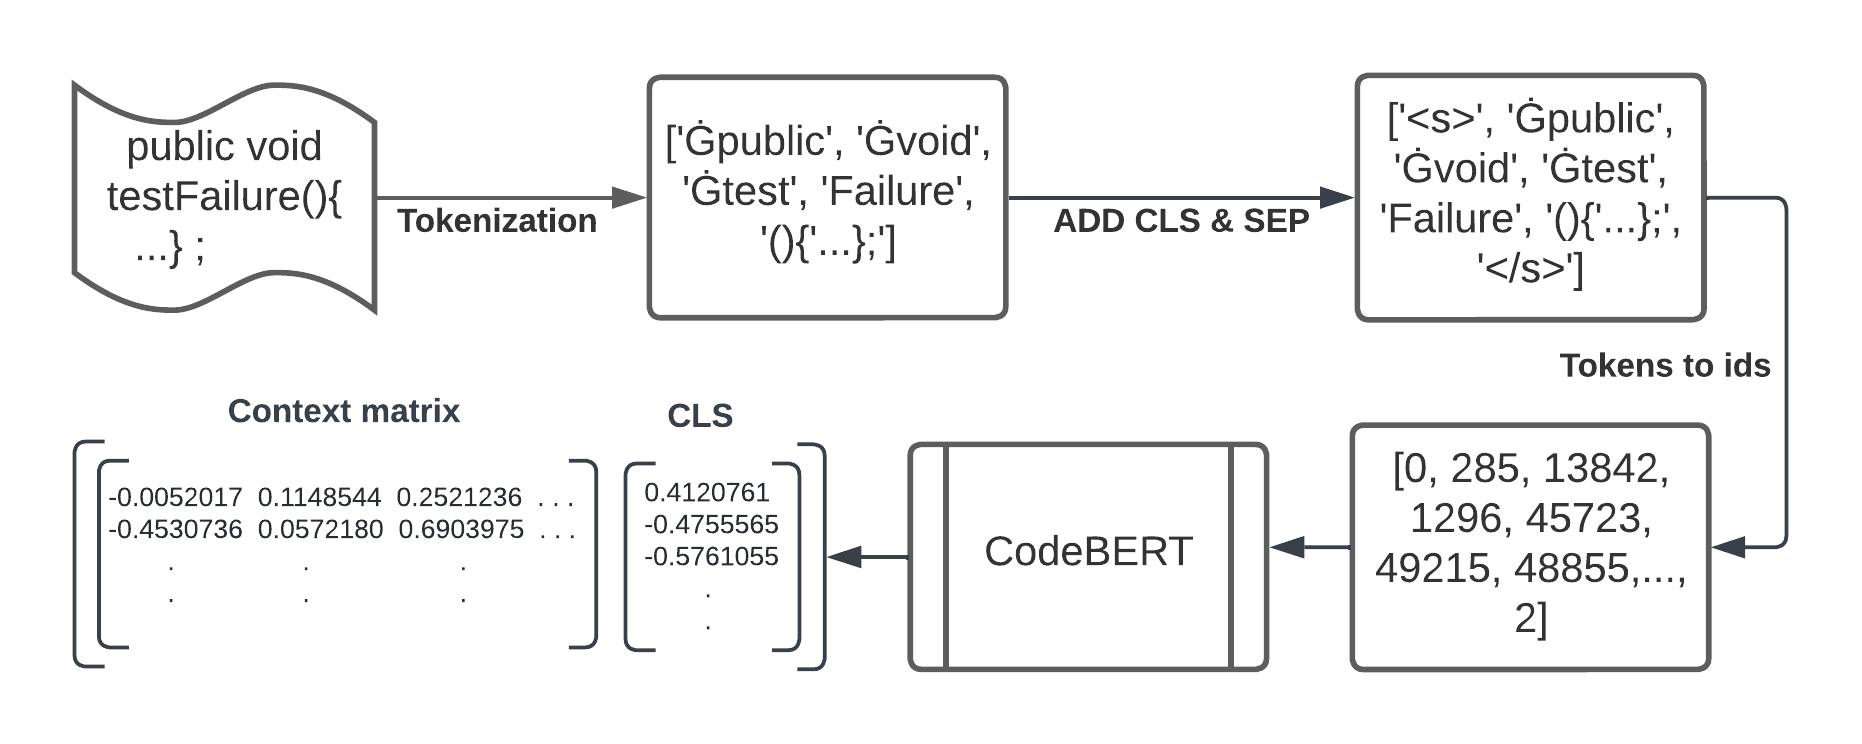 public void
testFailure(){
...} ;
Tokenization
['Ġpublic', 'Ġvoid',
'Ġtest', 'Failure',
'(){'...};']
ADD CLS & SEP
['<s>', 'Ġpublic',
'Ġvoid', 'Ġtest',
'Failure', '(){'...};',
'</s>']
Tokens to ids
[0, 285, 13842,
1296, 45723,
49215, 48855,...,
2]
CodeBERT
CLS
0.4120761
-0.4755565
-0.5761055
.
.
Context matrix
-0.0052017 0.1148544 0.2521236 . . .
-0.4530736 0.0572180 0.6903975 . . .
. . .
. . .